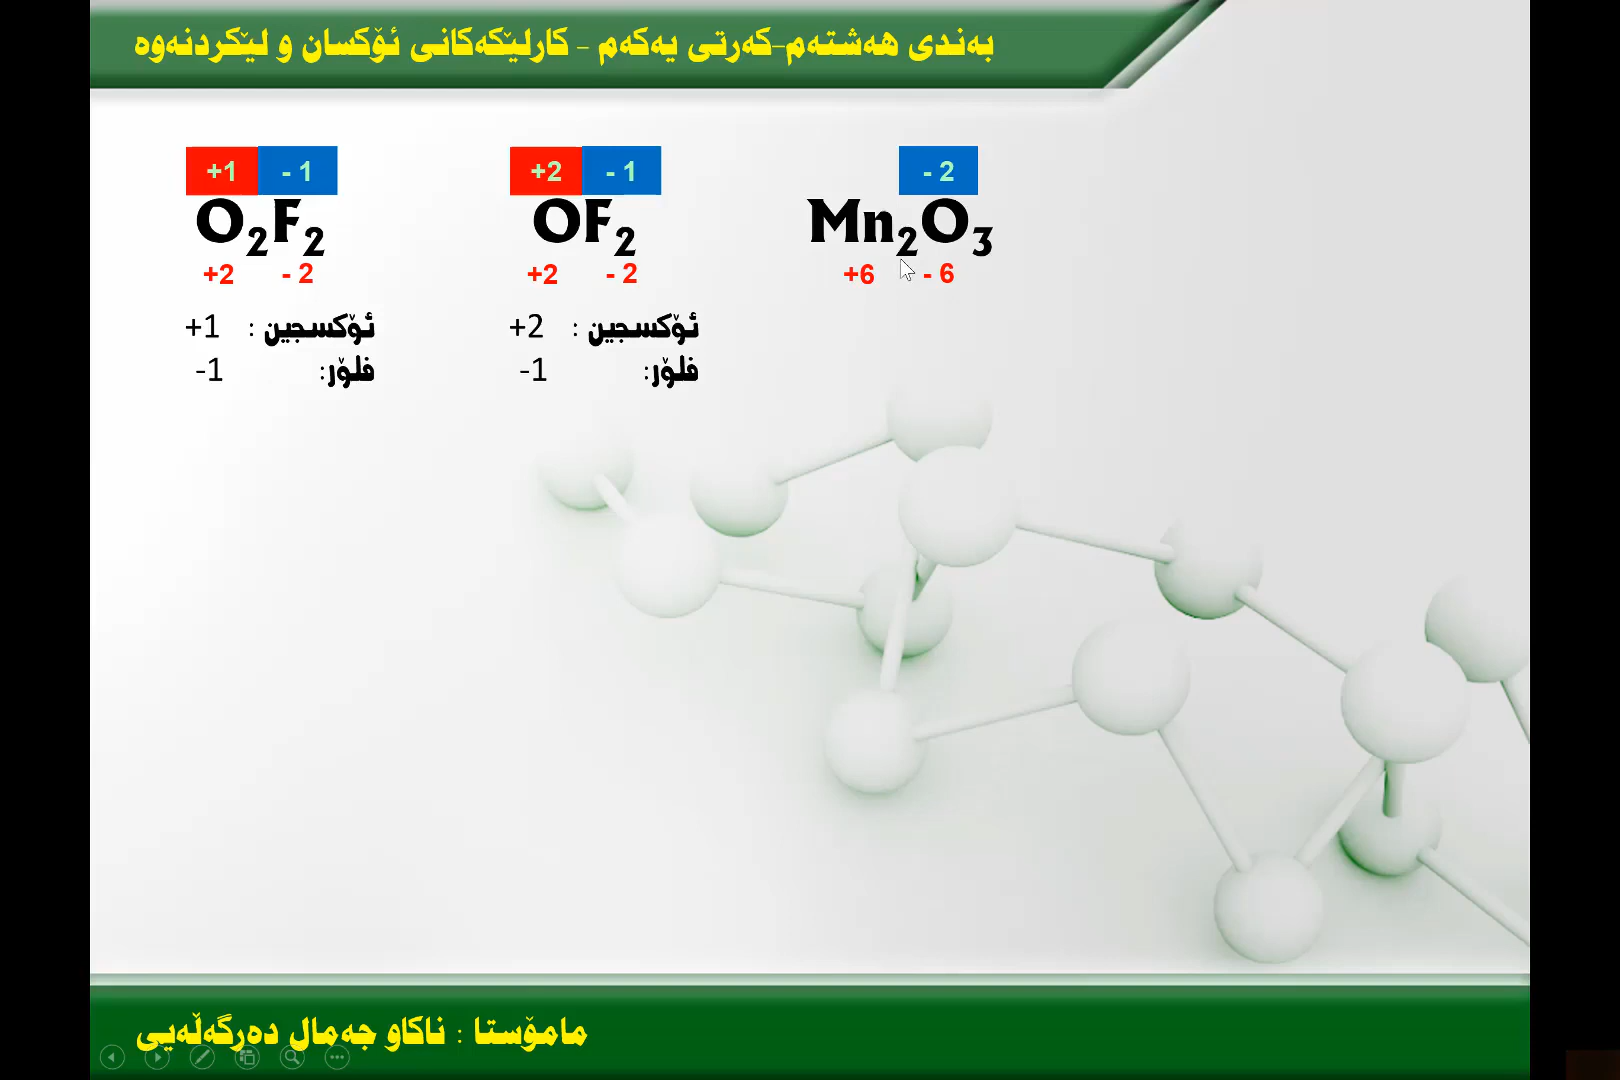 بەندی هەشتەم-کەرتی یەکەم - کارلێکەکانی ئۆکسان و لێکردنەوە
+1 - 1 +2 - 1 - 2
O₂F₂ OF₂ Mn₂O₃
+2 - 2 +2 - 2 +6 - 6
ئۆکسجین : +1 ئۆکسجین : +2
فلۆر: -1 فلۆر: -1
مامۆستا : ناکاو جەمال دەرگەڵەیی